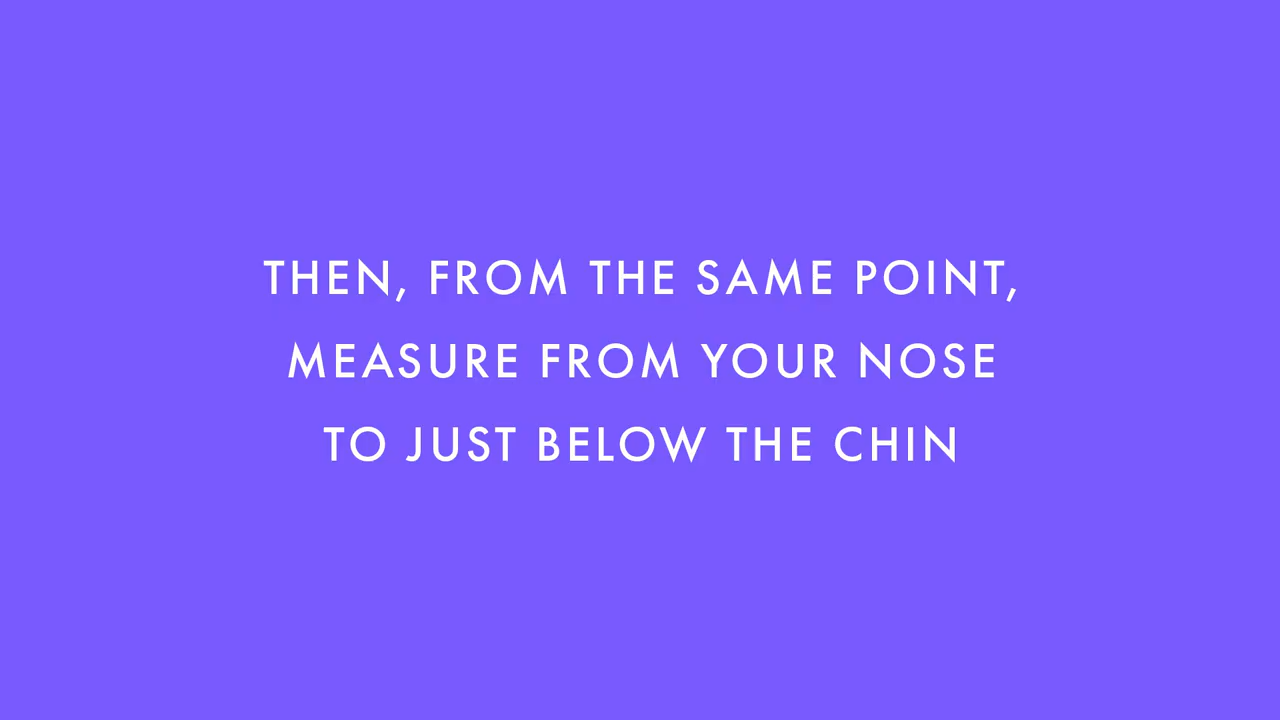 THEN, FROM THE SAME POINT,
MEASURE FROM YOUR NOSE
TO JUST BELOW THE CHIN